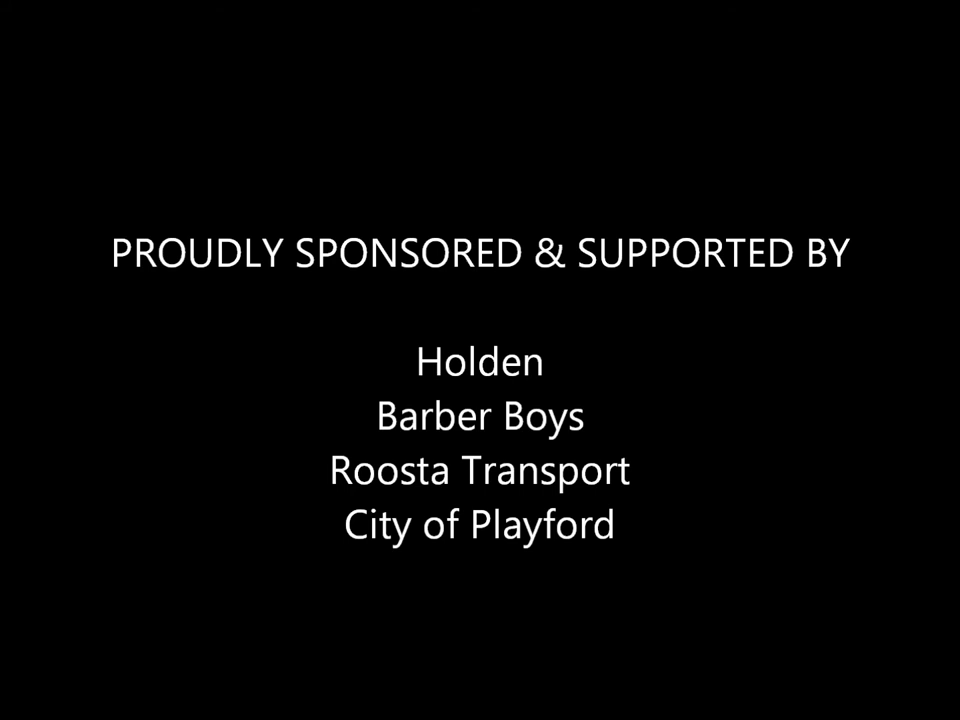 PROUDLY SPONSORED & SUPPORTED BY
Holden
Barber Boys
Roosta Transport
City of Playford